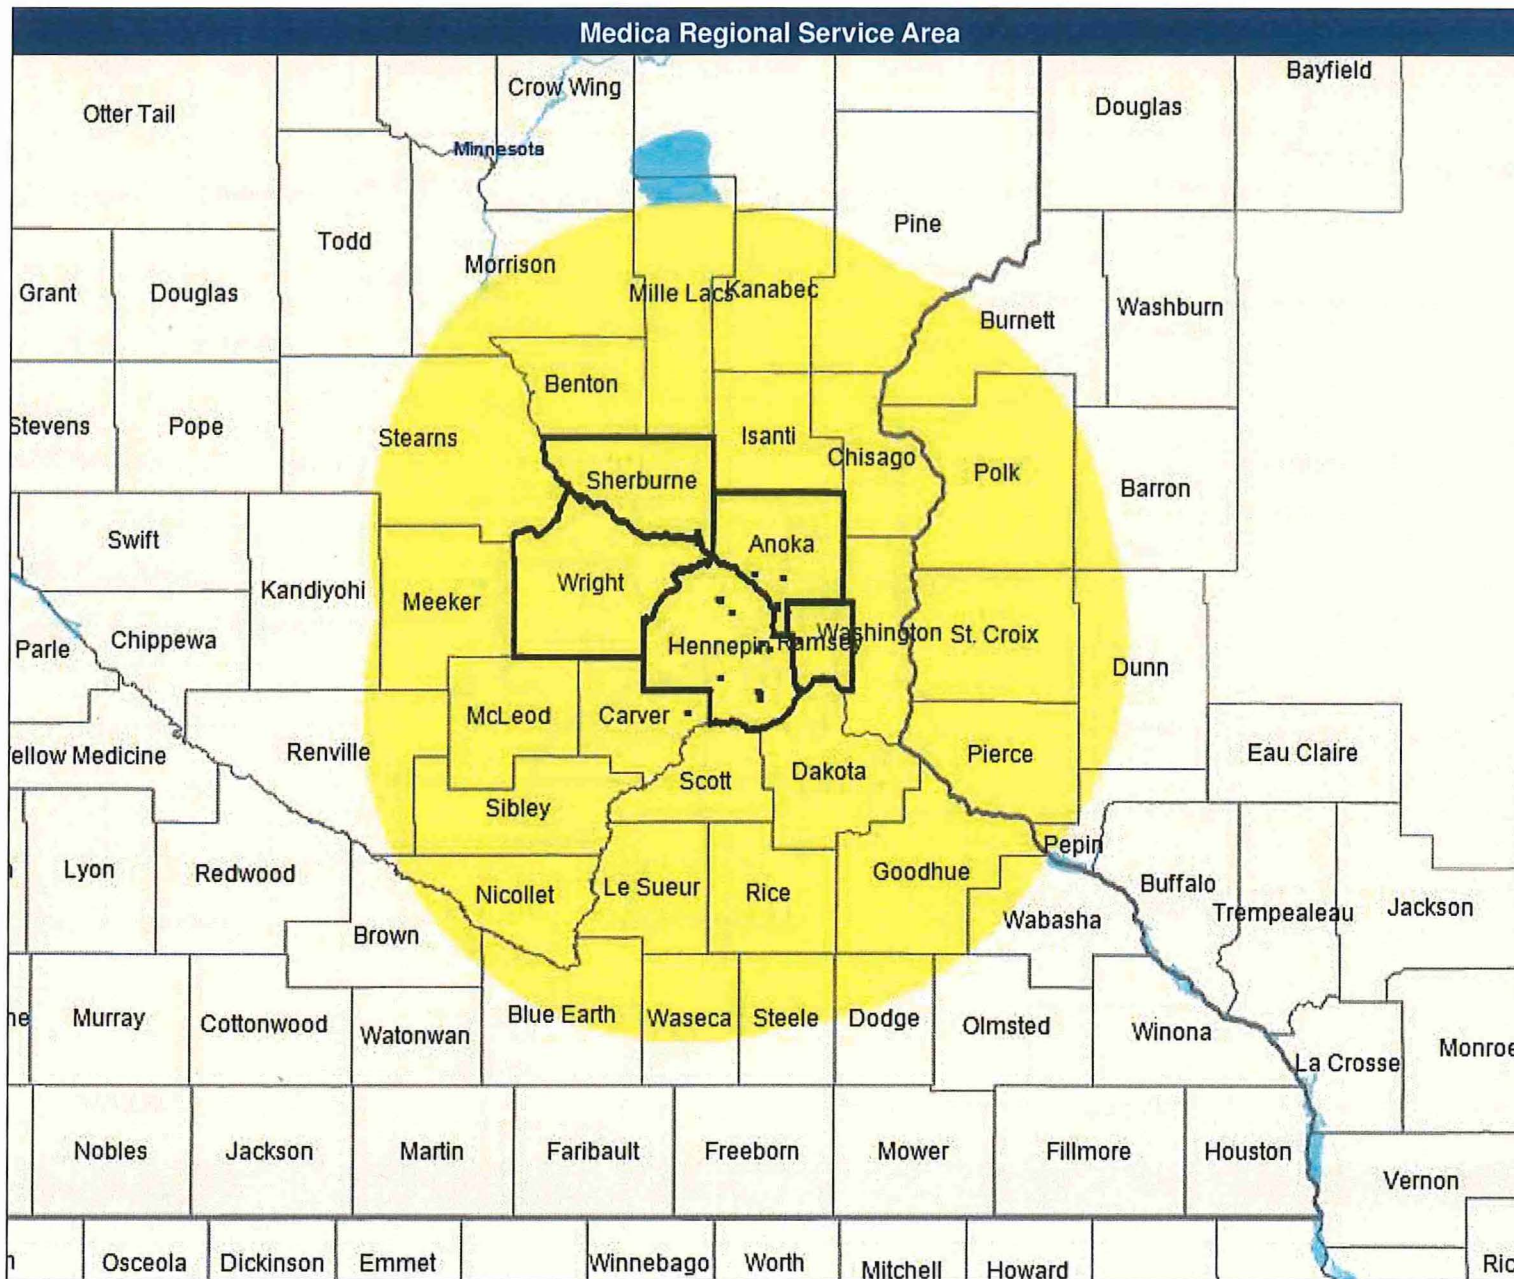 Medica Regional Service Area
Bayfield
Crow Wing
Douglas
Otter Tail
Minnesota
Pine
Todd
Morrison
Grant
Douglas
Mille Lacs
Kanabec
Washburn
Burnett
Benton
Stevens
Pope
Stearns
Isanti
Chisago
Polk
Sherburne
Barron
Swift
Anoka
Wright
Kandiyohi
Meeker
Parle
Chippewa
Hennepin
Ramsey
Washington
St. Croix
Dunn
McLeod
Carver
ellow Medicine
Renville
Scott
Dakota
Pierce
Eau Claire
Sibley
Pepin
Lyon
Redwood
Nicollet
Le Sueur
Rice
Goodhue
Buffalo
Trempealeau
Jackson
Wabasha
Brown
ne
Murray
Cottonwood
Watonwan
Blue Earth
Waseca
Steele
Dodge
Olmsted
Winona
La Crosse
Monroe
Nobles
Jackson
Martin
Faribault
Freeborn
Mower
Fillmore
Houston
Vernon
Osceola
Dickinson
Emmet
Winnebago
Worth
Mitchell
Howard
Ric